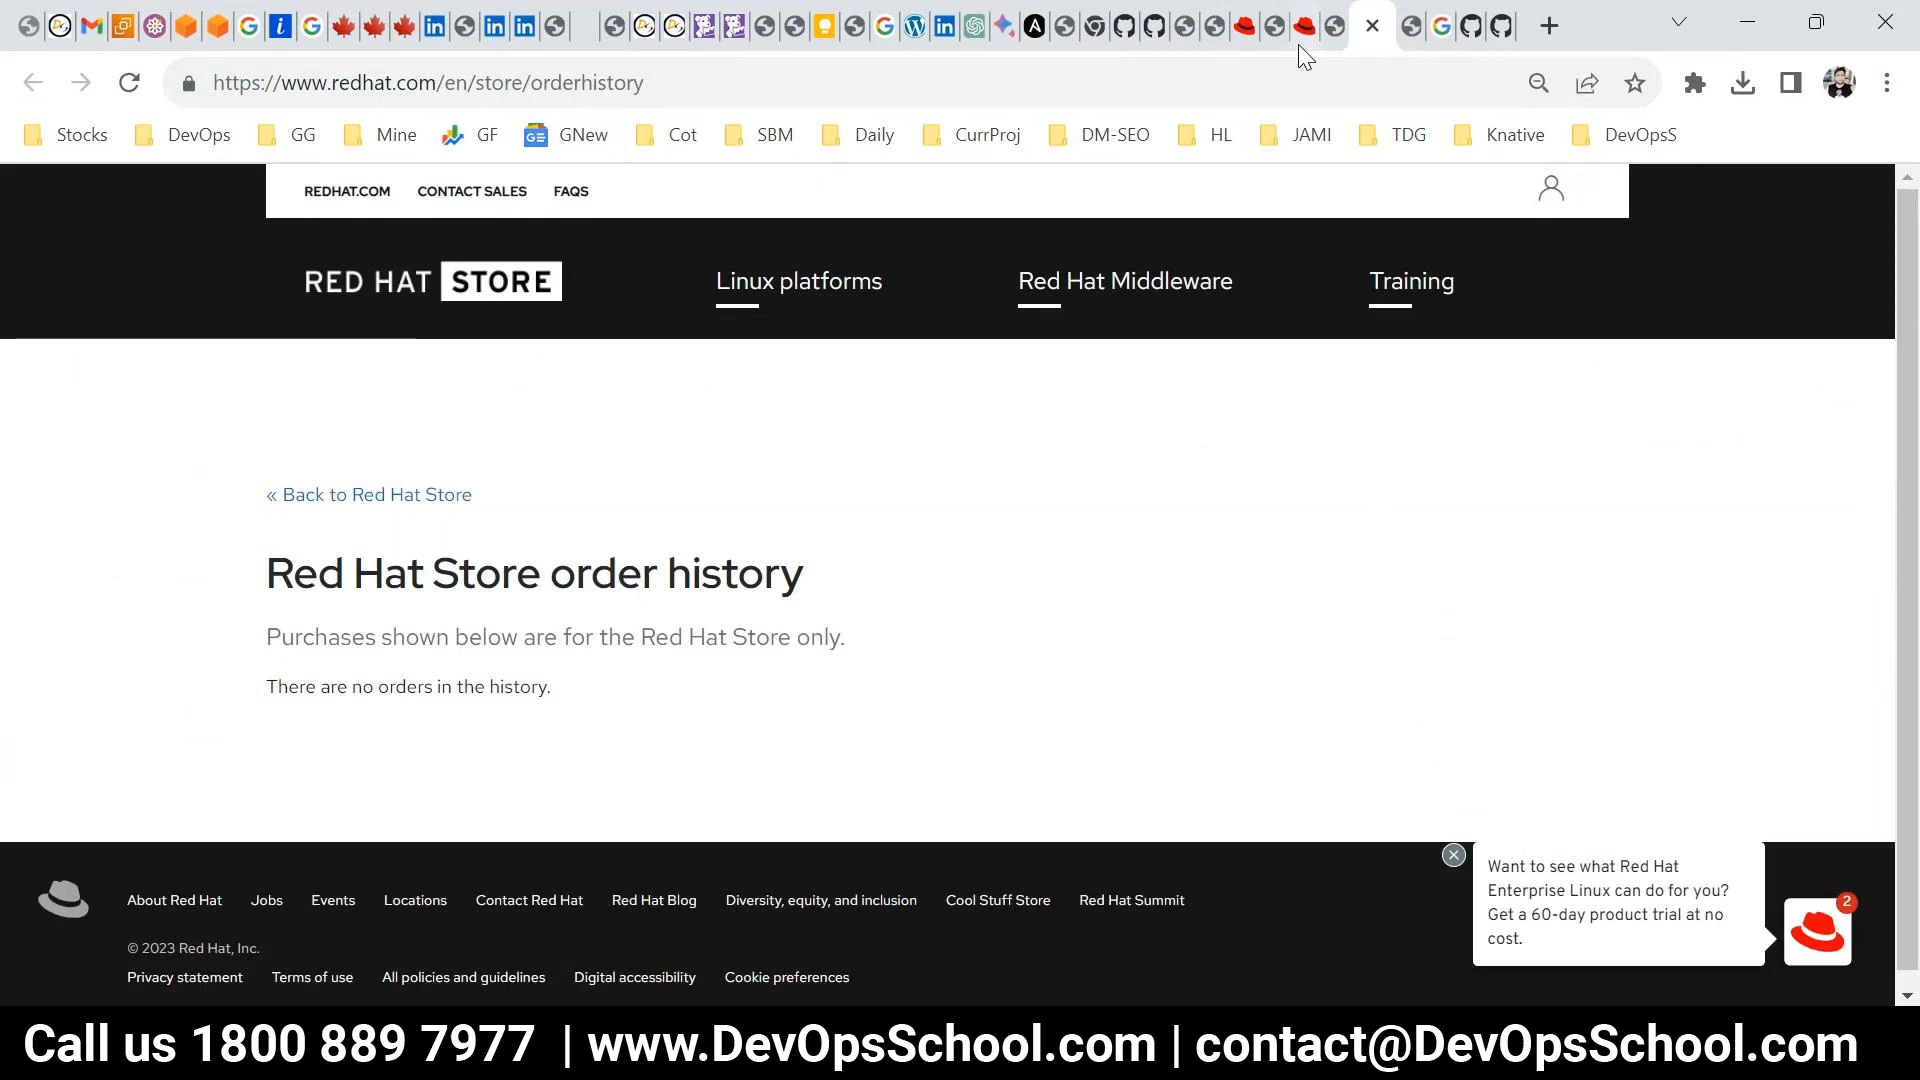 https://www.redhat.com/en/store/orderhistory
Stocks DevOps GG Mine GF GNew Cot SBM Daily CurrProj DM-SEO HL JAMI TDG Knative DevOpsS
REDHAT.COM CONTACT SALES FAQS
RED HAT STORE Linux platforms Red Hat Middleware Training
« Back to Red Hat Store
Red Hat Store order history
Purchases shown below are for the Red Hat Store only.
There are no orders in the history.
Want to see what Red Hat
Enterprise Linux can do for you?
Get a 60-day product trial at no
cost.
2
About Red Hat Jobs Events Locations Contact Red Hat Red Hat Blog Diversity, equity, and inclusion Cool Stuff Store Red Hat Summit
© 2023 Red Hat, Inc.
Privacy statement Terms of use All policies and guidelines Digital accessibility Cookie preferences
Call us 1800 889 7977 | www.DevOpsSchool.com | contact@DevOpsSchool.com